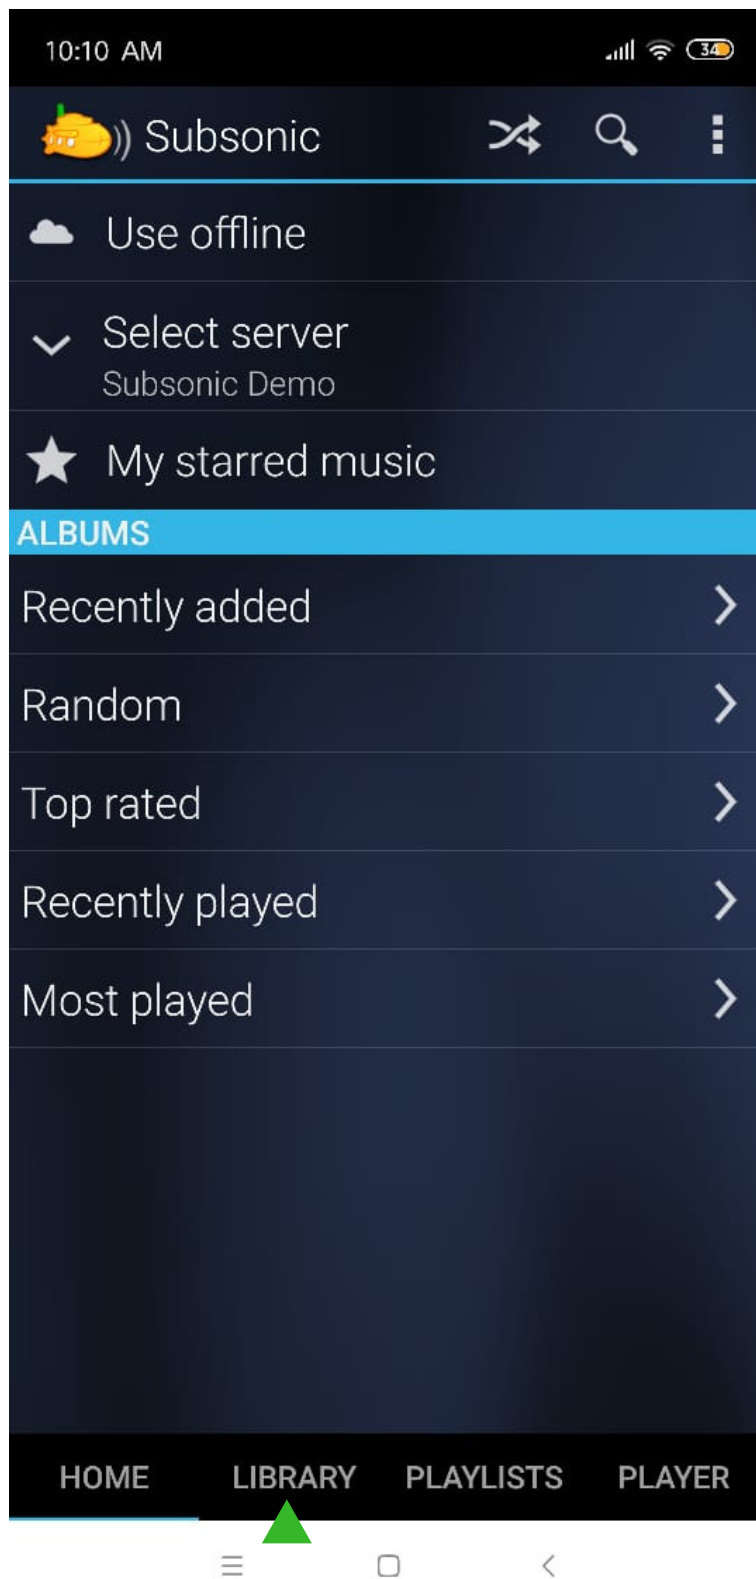 10:10 AM 34
Subsonic
Use offline
Select server
Subsonic Demo
My starred music
ALBUMS
Recently added
Random
Top rated
Recently played
Most played
HOME LIBRARY PLAYLISTS PLAYER